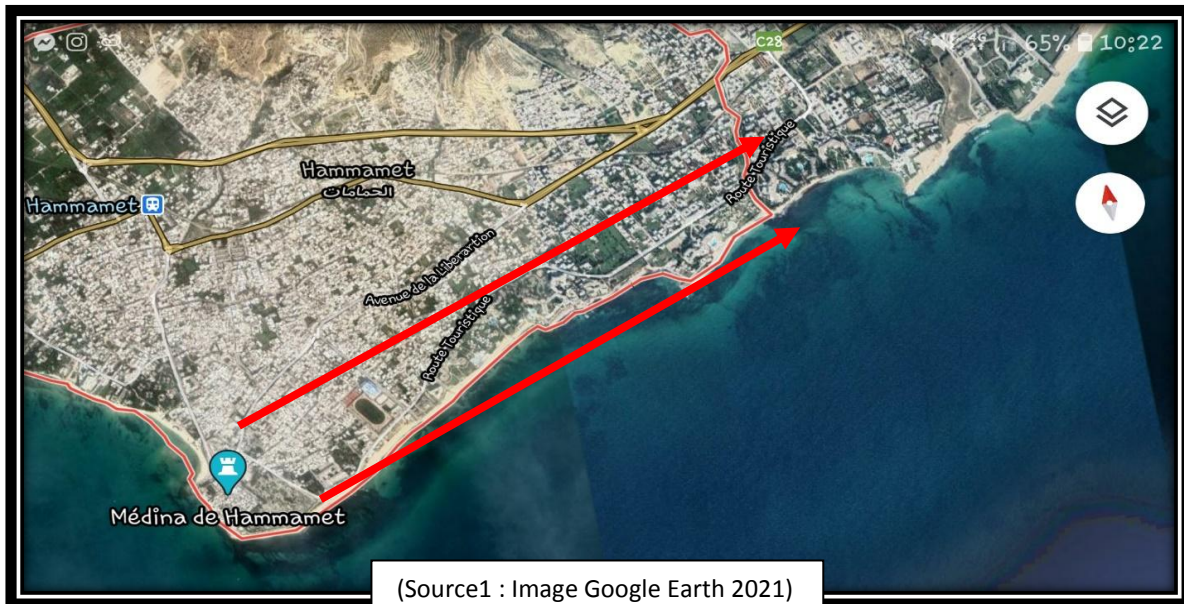 C28
65% 10:22
Hammamet
الحمامات
Hammamet
Route Touristique
Avenue de la Liberartion
Route Touristique
Médina de Hammamet
(Source1 : Image Google Earth 2021)